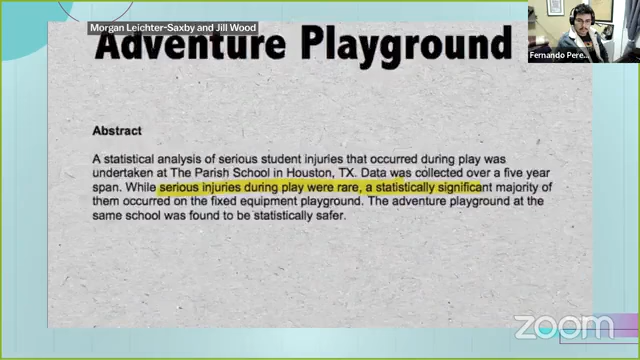 Morgan Leichter-Saxby and Jill Wood
Adventure Playground
Fernando Pere...
Abstract
A statistical analysis of serious student injuries that occurred during play was
undertaken at The Parish School in Houston, TX. Data was collected over a five year
span. While serious injuries during play were rare, a statistically significant majority of
them occurred on the fixed equipment playground. The adventure playground at the
same school was found to be statistically safer.
zoom